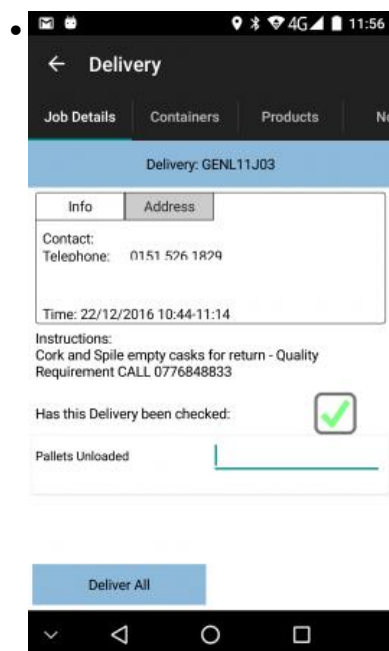 4G 11:56
Delivery
Job Details Containers Products
Delivery: GENL11J03
Info Address
Contact:
Telephone: 0151 526 1829
Time: 22/12/2016 10:44-11:14
Instructions:
Cork and Spile empty casks for return - Quality
Requirement CALL 0776848833
Has this Delivery been checked:
Pallets Unloaded
Deliver All